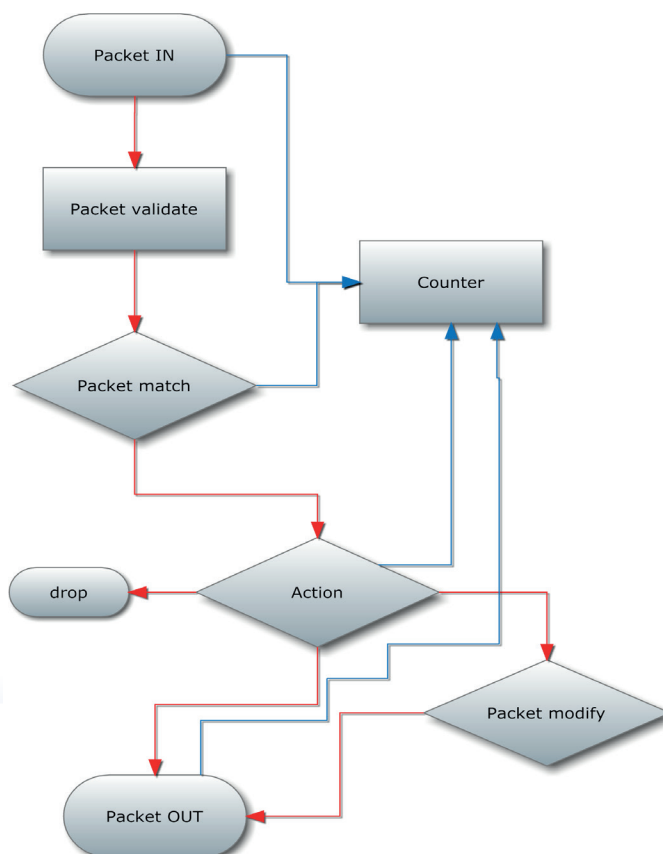 Packet IN
Packet validate
Counter
Packet match
Action
drop
Packet modify
Packet OUT